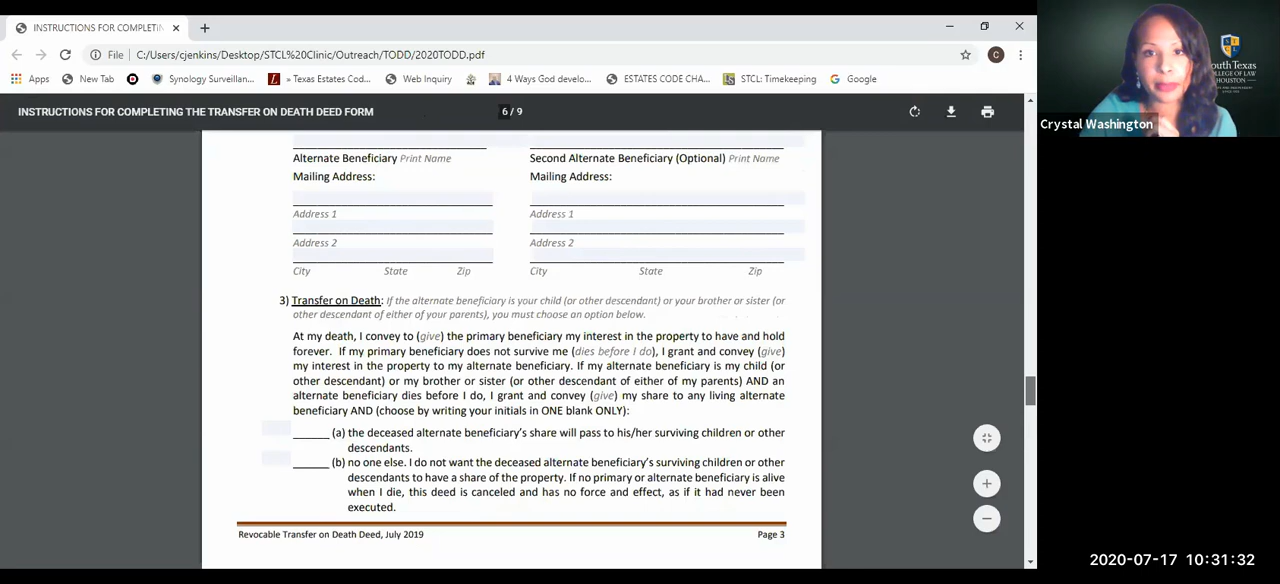 INSTRUCTIONS FOR COMPLETIN
File
C:/Users/cjenkins/Desktop/STCL%20Clinic/Outreach/TODD/2020TODD.pdf
C
Apps
New Tab
Synology Surveillan...
» Texas Estates Cod...
Web Inquiry
4 Ways God develo...
ESTATES CODE CHA...
STCL: Timekeeping
Google
INSTRUCTIONS FOR COMPLETING THE TRANSFER ON DEATH DEED FORM
6 / 9
Alternate Beneficiary Print Name
Second Alternate Beneficiary (Optional) Print Name
Mailing Address:
Mailing Address:
Address 1
Address 1
Address 2
Address 2
City State Zip
City State Zip
3) Transfer on Death: If the alternate beneficiary is your child (or other descendant) or your brother or sister (or
other descendant of either of your parents), you must choose an option below.
At my death, I convey to (give) the primary beneficiary my interest in the property to have and hold
forever. If my primary beneficiary does not survive me (dies before I do), I grant and convey (give)
my interest in the property to my alternate beneficiary. If my alternate beneficiary is my child (or
other descendant) or my brother or sister (or other descendant of either of my parents) AND an
alternate beneficiary dies before I do, I grant and convey (give) my share to any living alternate
beneficiary AND (choose by writing your initials in ONE blank ONLY):
______ (a) the deceased alternate beneficiary's share will pass to his/her surviving children or other
descendants.
______ (b) no one else. I do not want the deceased alternate beneficiary's surviving children or other
descendants to have a share of the property. If no primary or alternate beneficiary is alive
when I die, this deed is canceled and has no force and effect, as if it had never been
executed.
Revocable Transfer on Death Deed, July 2019
Page 3
South Texas
COLLEGE OF LAW
HOUSTON
Crystal Washington
2020-07-17 10:31:32